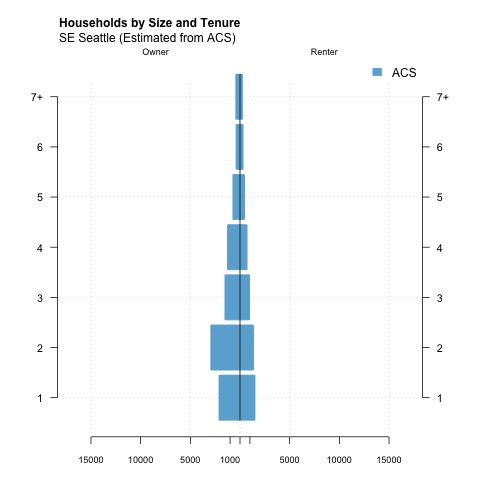 Households by Size and Tenure
SE Seattle (Estimated from ACS)
Owner Renter
ACS
7+ 7+
6 6
5 5
4 4
3 3
2 2
1 1
15000 10000 5000 1000 5000 10000 15000